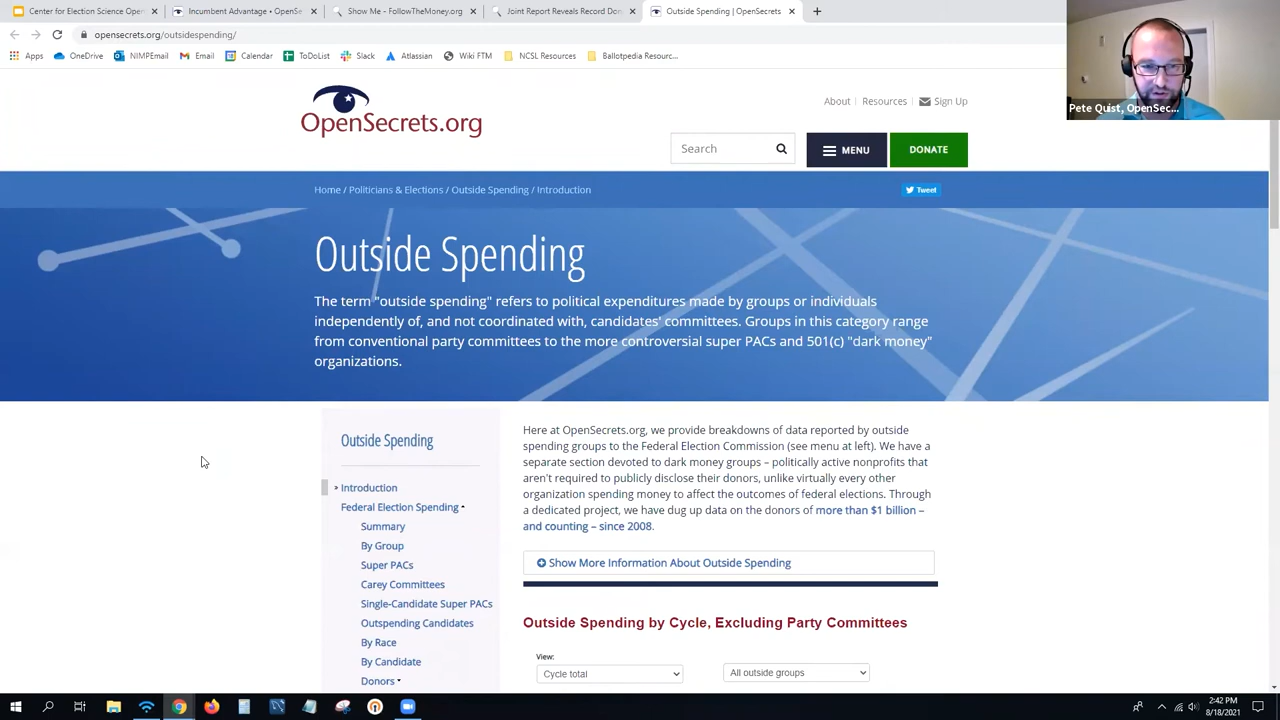 Center for Election Science Open
Incumbent Advantage • OpenSe
Show Me - FollowTheMoney.org
Joint Report Reveals Record Don
Outside Spending | OpenSecrets
opensecrets.org/outsidespending/
Apps
OneDrive
NIMPEmail
Email
Calendar
ToDoList
Slack
Atlassian
Wiki FTM
NCSL Resources
Ballotpedia Resourc...
Pete Quist, OpenSec...
OpenSecrets.org
About
Resources
Sign Up
Search
MENU
DONATE
Home / Politicians & Elections / Outside Spending / Introduction
Tweet
Outside Spending
The term "outside spending" refers to political expenditures made by groups or individuals
independently of, and not coordinated with, candidates' committees. Groups in this category range
from conventional party committees to the more controversial super PACs and 501(c) "dark money"
organizations.
Outside Spending
Introduction
Federal Election Spending
Summary
By Group
Super PACs
Carey Committees
Single-Candidate Super PACs
Outspending Candidates
By Race
By Candidate
Donors
Here at OpenSecrets.org, we provide breakdowns of data reported by outside
spending groups to the Federal Election Commission (see menu at left). We have a
separate section devoted to dark money groups – politically active nonprofits that
aren't required to publicly disclose their donors, unlike virtually every other
organization spending money to affect the outcomes of federal elections. Through
a dedicated project, we have dug up data on the donors of more than $1 billion –
and counting – since 2008.
Show More Information About Outside Spending
Outside Spending by Cycle, Excluding Party Committees
View:
Cycle total
All outside groups
2:42 PM
8/18/2021